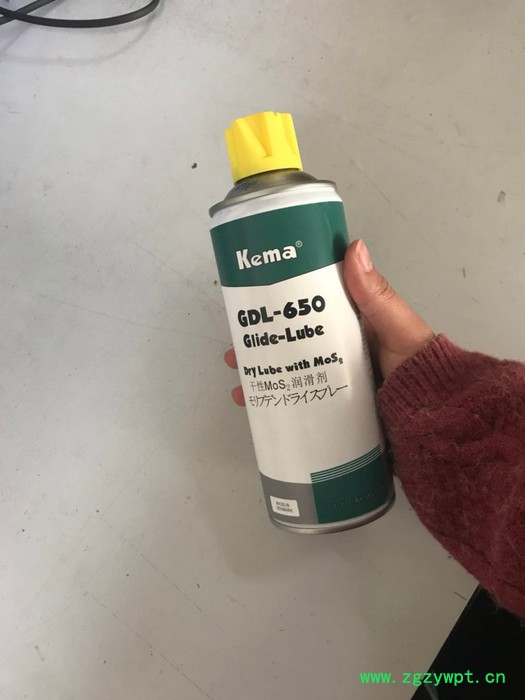 Kema®
GDL-650
Glide-Lube
Dry Lube with MoS₂
干性MoS₂润滑剂
モリブデンドライスプレー
www.zgzywpt.cn